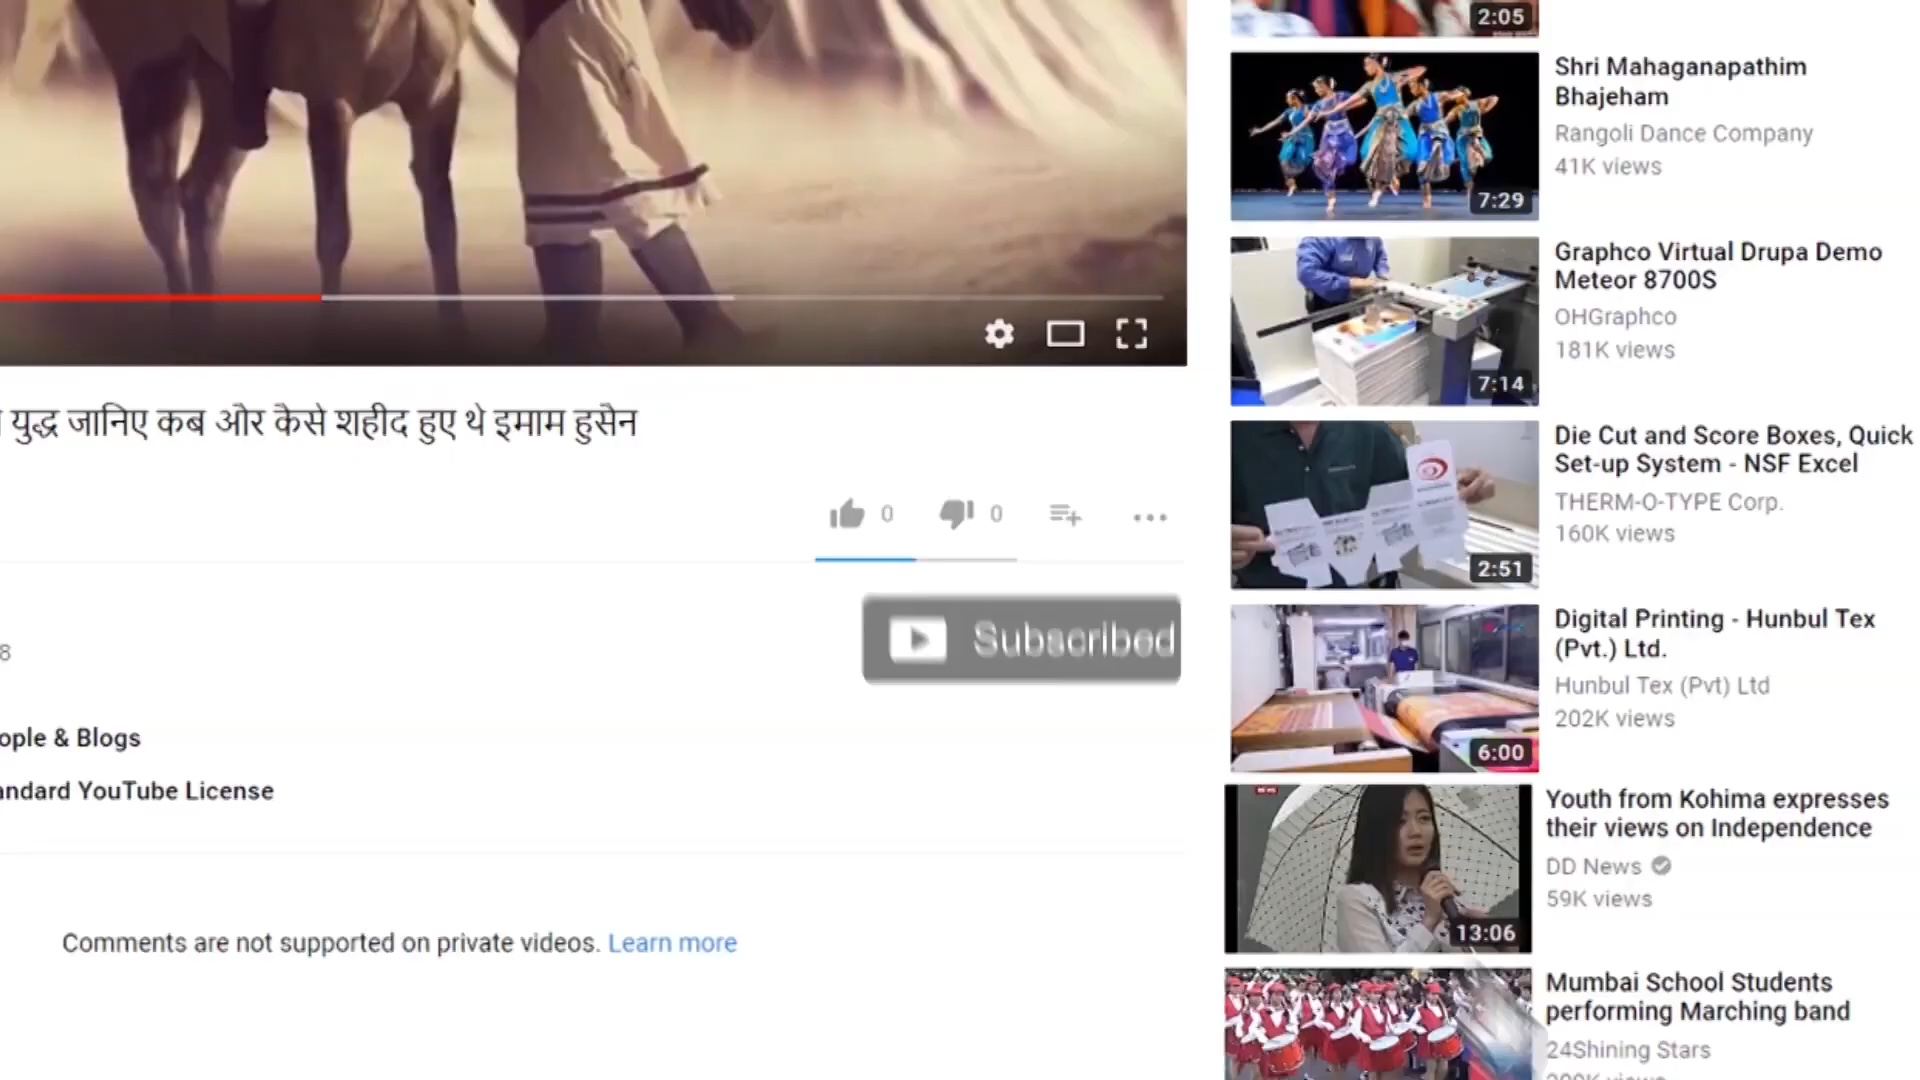 युद्ध जानिए कब ओर कैसे शहीद हुए थे इमाम हुसैन
0
0
Subscribed
8
ople & Blogs
andard YouTube License
Comments are not supported on private videos. Learn more
2:05
Shri Mahaganapathim
Bhajeham
Rangoli Dance Company
41K views
7:29
Graphco Virtual Drupa Demo
Meteor 8700S
OHGraphco
181K views
7:14
Die Cut and Score Boxes, Quick
Set-up System - NSF Excel
THERM-O-TYPE Corp.
160K views
2:51
Digital Printing - Hunbul Tex
(Pvt.) Ltd.
Hunbul Tex (Pvt) Ltd
202K views
6:00
Youth from Kohima expresses
their views on Independence
DD News
59K views
13:06
Mumbai School Students
performing Marching band
24Shining Stars